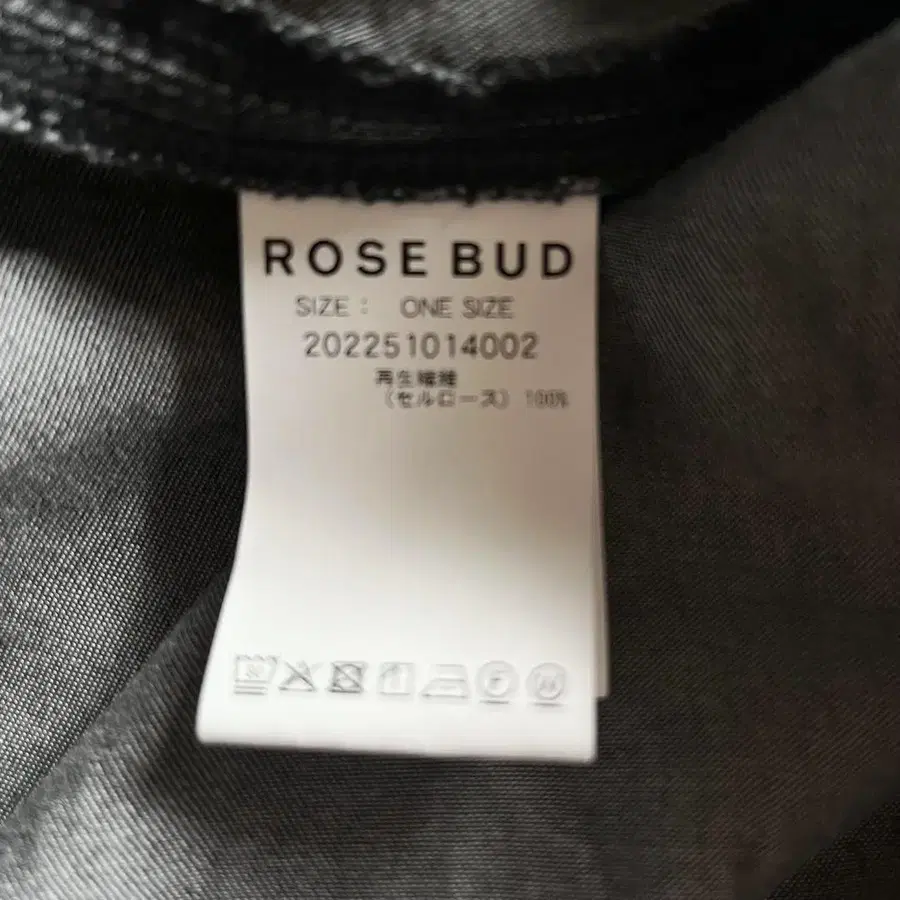 ROSE BUD
SIZE : ONE SIZE
202251014002
再生繊維
（セルロース） 100%